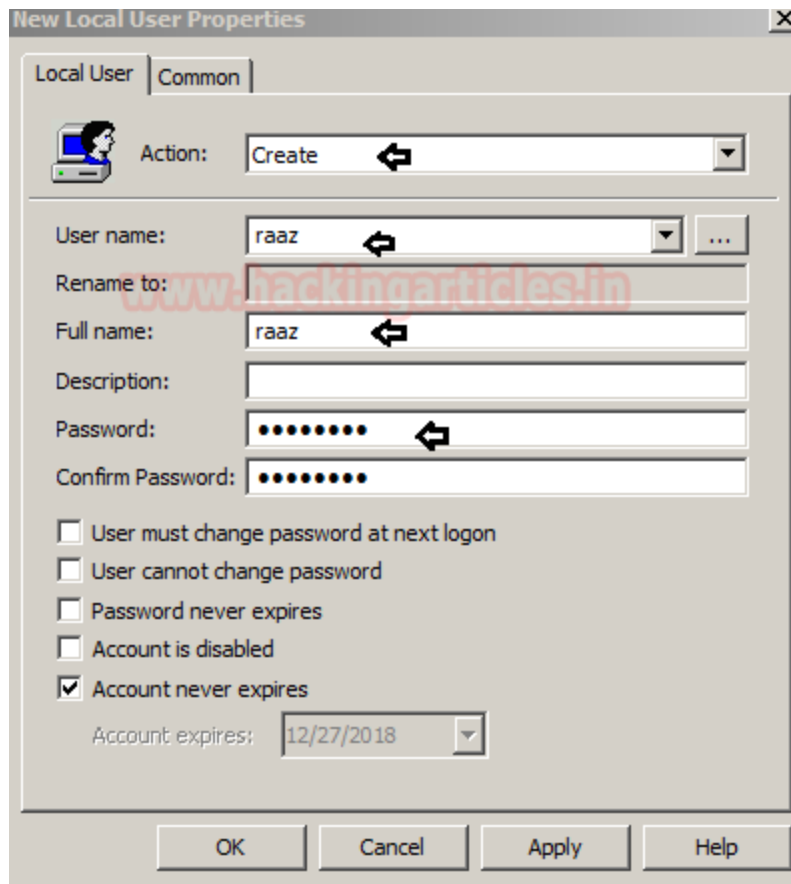 New Local User Properties
Local User Common
Action: Create
User name: raaz ...
www.hackingarticles.in
Rename to:
Full name: raaz
Description:
Password: ••••••••
Confirm Password: ••••••••
User must change password at next logon
User cannot change password
Password never expires
Account is disabled
Account never expires
Account expires: 12/27/2018
OK Cancel Apply Help